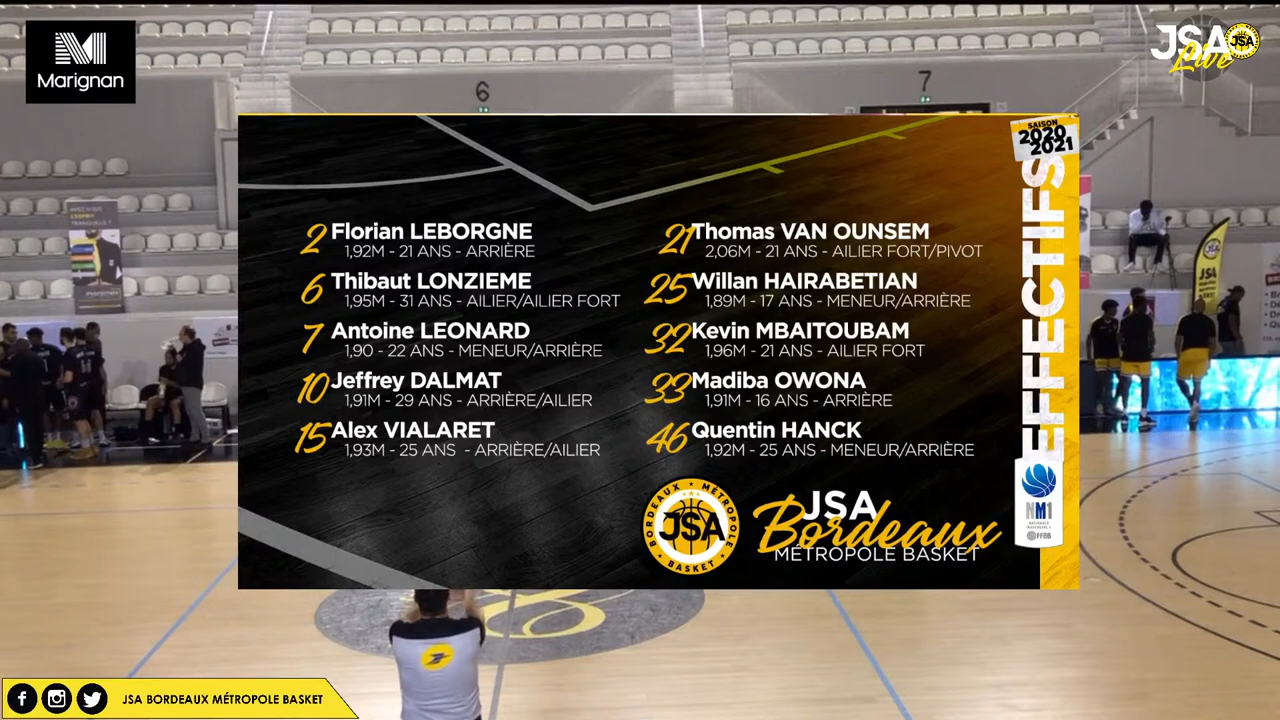 Marignan
JSA
Live
JSA
6
7
SAISON
2020
2021
EFFECTIFS
2 Florian LEBORGNE
1,92M - 21 ANS - ARRIÈRE
6 Thibaut LONZIEME
1,95M - 31 ANS - AILIER/AILIER FORT
7 Antoine LEONARD
1,90 - 22 ANS - MENEUR/ARRIÈRE
10 Jeffrey DALMAT
1,91M - 29 ANS - ARRIÈRE/AILIER
15 Alex VIALARET
1,93M - 25 ANS - ARRIÈRE/AILIER
21 Thomas VAN OUNSEM
2,06M - 21 ANS - AILIER FORT/PIVOT
25 Willan HAIRABETIAN
1,89M - 17 ANS - MENEUR/ARRIÈRE
32 Kevin MBAITOUBAM
1,96M - 21 ANS - AILIER FORT
33 Madiba OWONA
1,91M - 16 ANS - ARRIÈRE
46 Quentin HANCK
1,92M - 25 ANS - MENEUR/ARRIÈRE
BORDEAUX MÉTROPOLE
JSA
BASKET
JSA
Bordeaux
MÉTROPOLE BASKET
NM1
FFBB
JSA
JSA BORDEAUX MÉTROPOLE BASKET